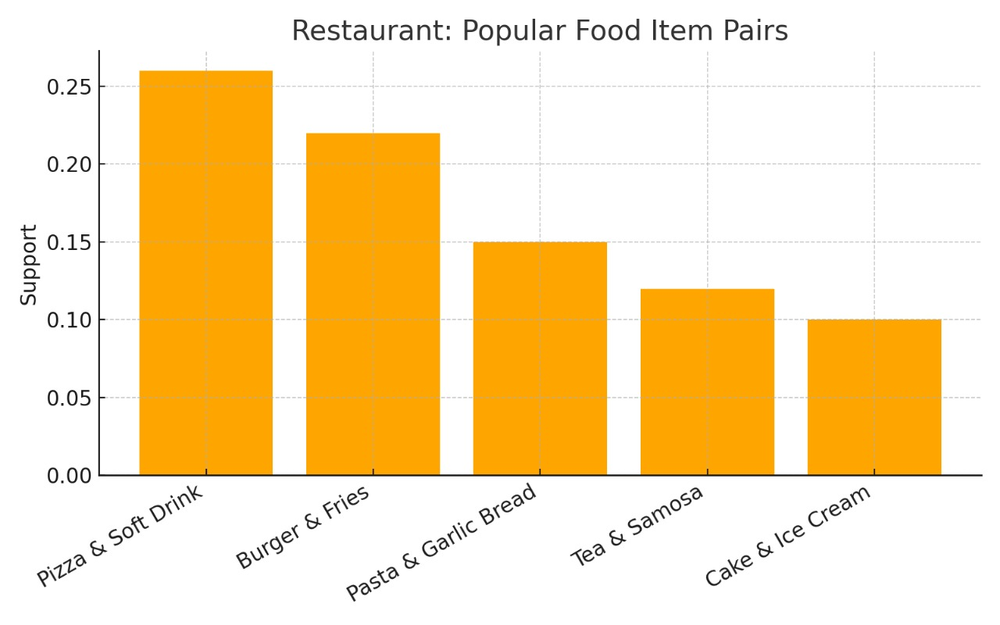 Restaurant: Popular Food Item Pairs
Support
0.25
0.20
0.15
0.10
0.05
0.00
Pizza & Soft Drink
Burger & Fries
Pasta & Garlic Bread
Tea & Samosa
Cake & Ice Cream